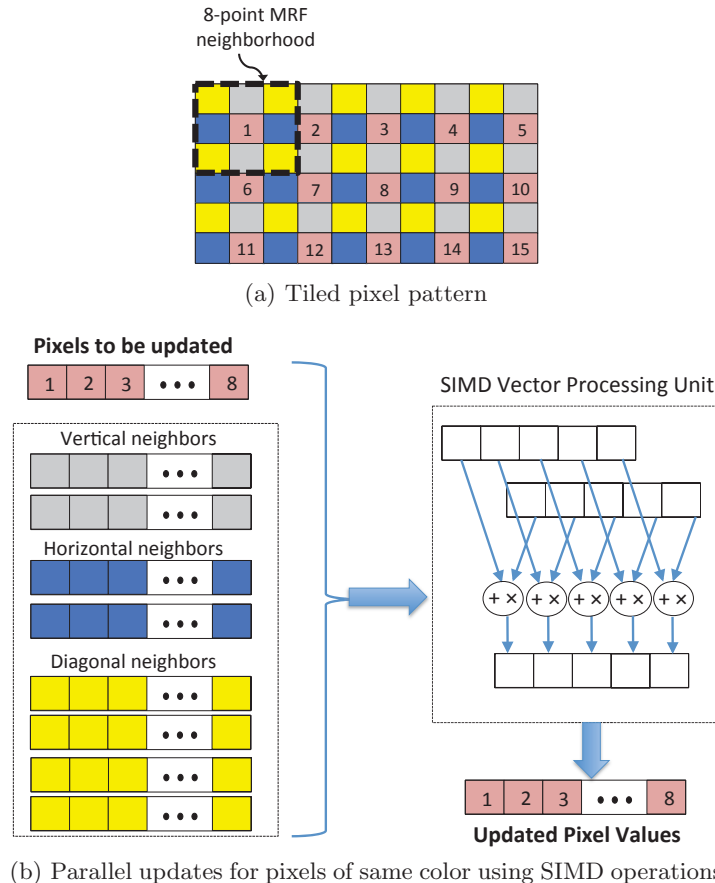 8-point MRF
neighborhood
1 2 3 4 5
6 7 8 9 10
11 12 13 14 15
(a) Tiled pixel pattern
Pixels to be updated
1 2 3 ••• 8
Vertical neighbors
•••
•••
Horizontal neighbors
•••
•••
Diagonal neighbors
•••
•••
•••
•••
SIMD Vector Processing Unit
+ × + × + × + × + ×
1 2 3 ••• 8
Updated Pixel Values
(b) Parallel updates for pixels of same color using SIMD operations